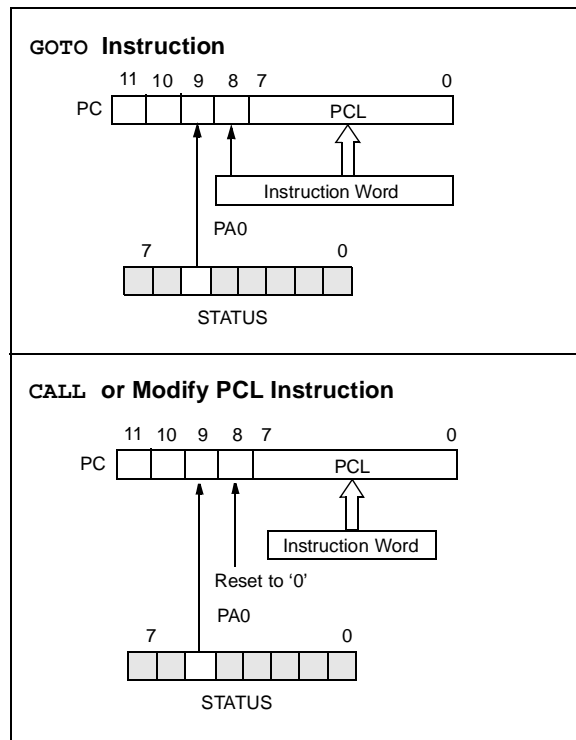 GOTO Instruction
11 10 9 8 7 0
PC PCL
Instruction Word
PA0
7 0
STATUS
CALL or Modify PCL Instruction
11 10 9 8 7 0
PC PCL
Instruction Word
Reset to ‘0’
PA0
7 0
STATUS